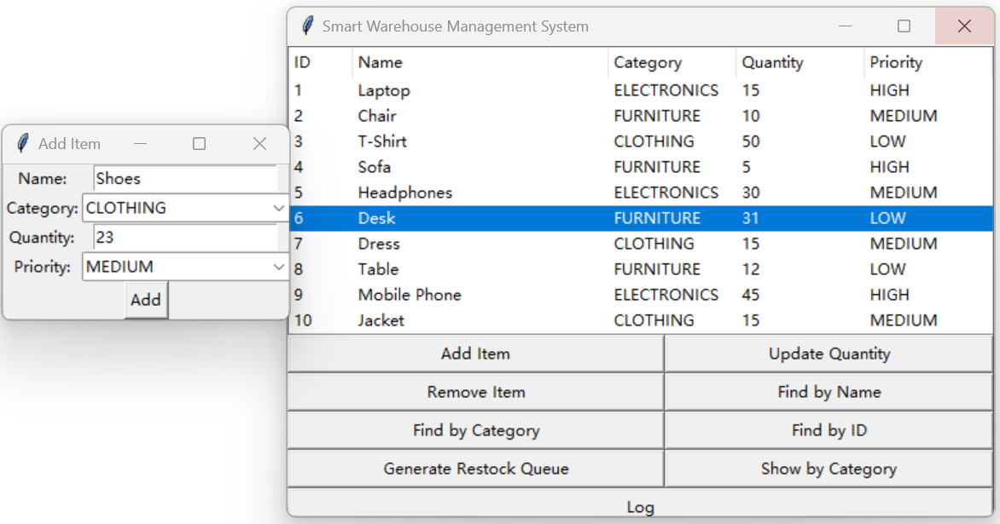 Smart Warehouse Management System
ID Name Category Quantity Priority
1 Laptop ELECTRONICS 15 HIGH
2 Chair FURNITURE 10 MEDIUM
3 T-Shirt CLOTHING 50 LOW
4 Sofa FURNITURE 5 HIGH
5 Headphones ELECTRONICS 30 MEDIUM
6 Desk FURNITURE 31 LOW
7 Dress CLOTHING 15 MEDIUM
8 Table FURNITURE 12 LOW
9 Mobile Phone ELECTRONICS 45 HIGH
10 Jacket CLOTHING 15 MEDIUM
Add Item Update Quantity
Remove Item Find by Name
Find by Category Find by ID
Generate Restock Queue Show by Category
Log
Add Item
Name: Shoes
Category: CLOTHING
Quantity: 23
Priority: MEDIUM
Add